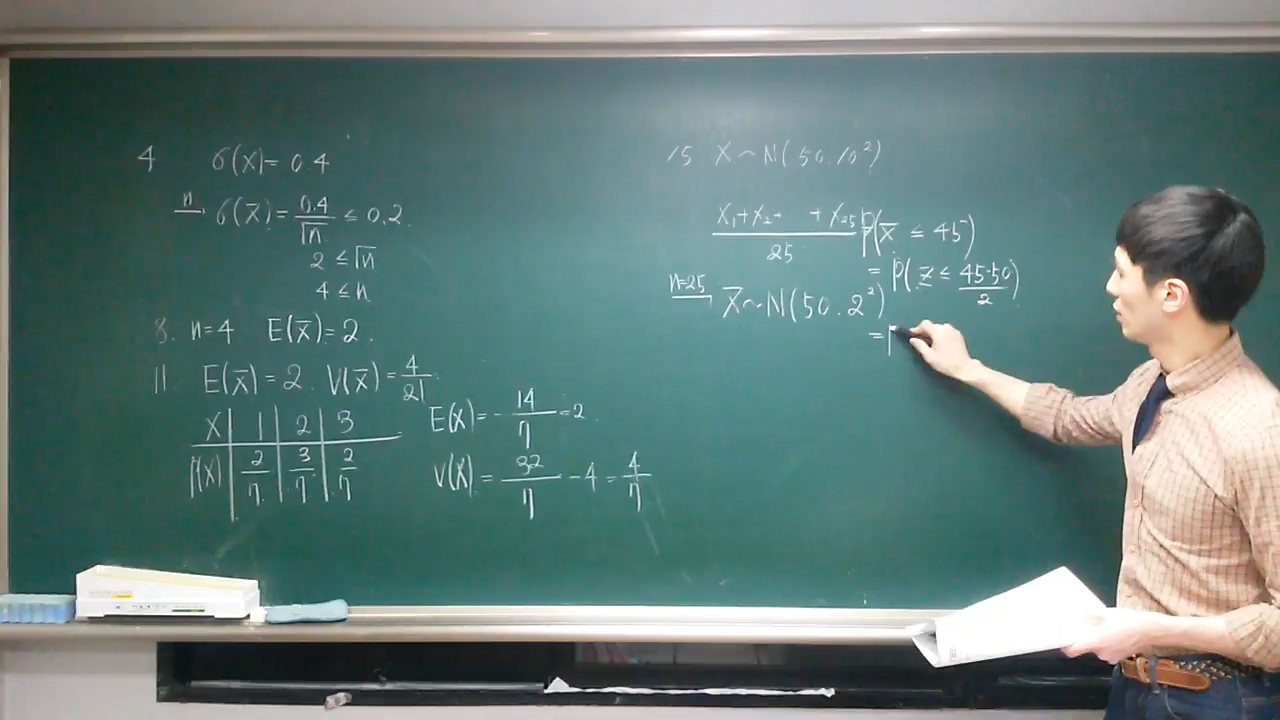 4 σ(X)= 0.4
n → σ(X̄) = 0.4/√n ≤ 0.2.
2 ≤ √n
4 ≤ n
8. n=4 E(X̄)=2.
11. E(X̄)=2. V(X̄)=4/21
X 1 2 3
P(X) 2/7 3/7 2/7
E(X)= 14/7 =2
V(X)= 32/7 -4 = 4/7
15 X~N(50.10²)
X₁+X₂+ +X₂₅/25
n=25 → X̄~N(50.2²)
P(X̄ ≤ 45)
= P(Z ≤ 45-50/2)
=P